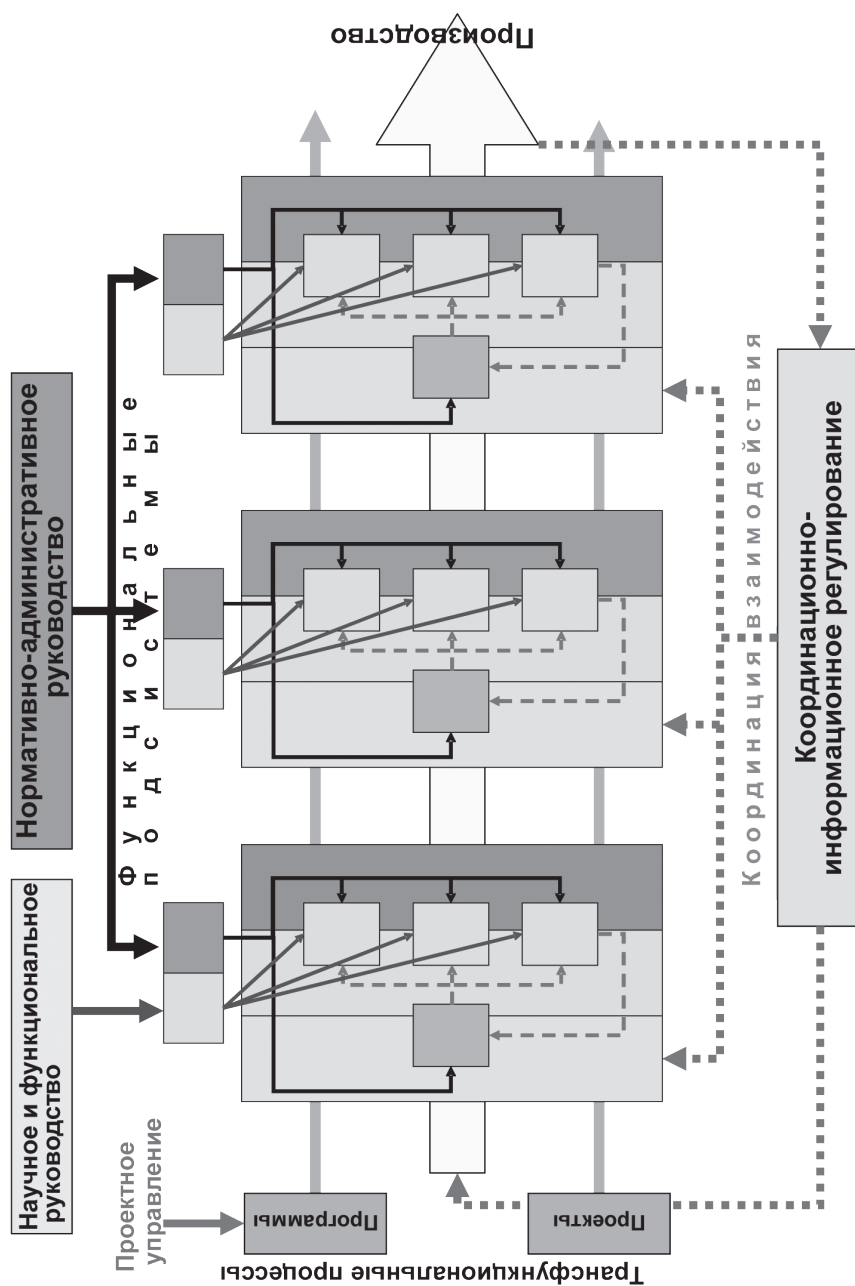 Научное и функциональное
руководство
Нормативно-административное
руководство
Проектное
управление
Функциональные
подсистемы
Программы
Проекты
Трансфункциональные процессы
Производство
Координация взаимодействия
Координационно-
информационное регулирование